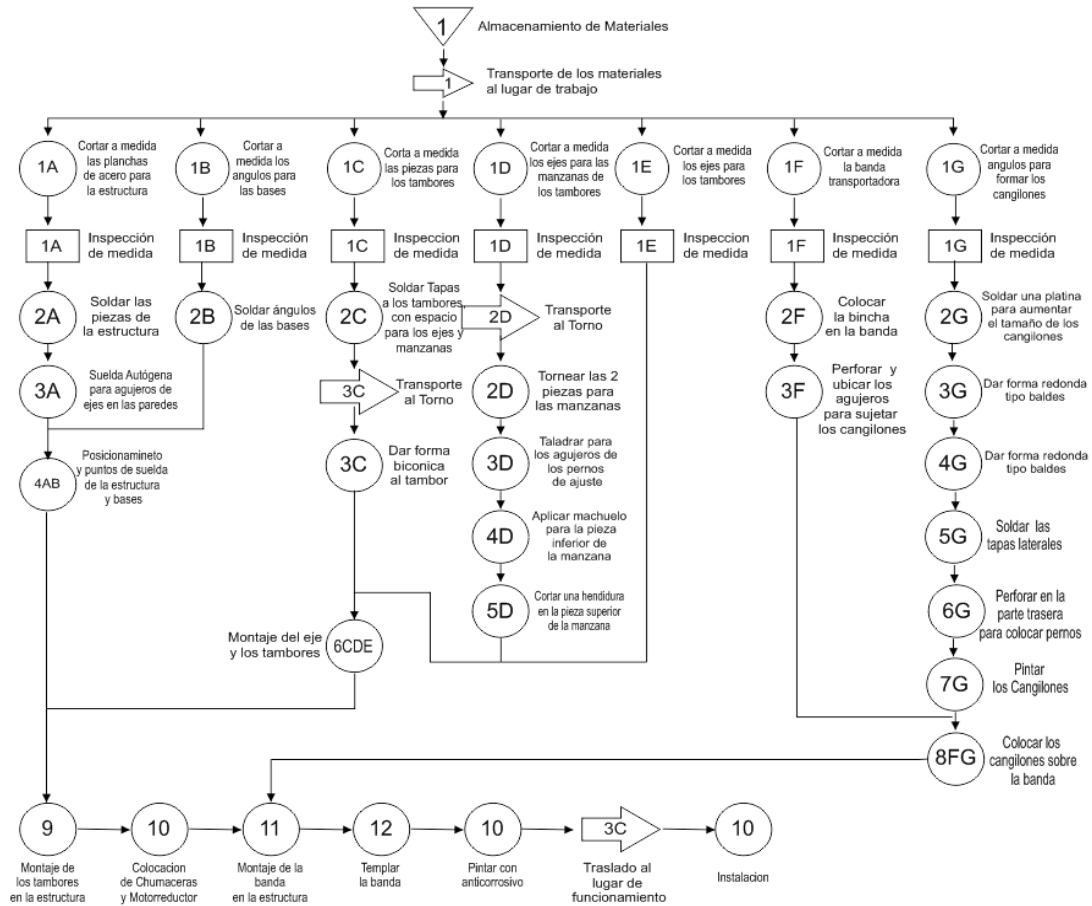 1
Almacenamiento de Materiales
1
Transporte de los materiales
al lugar de trabajo
1A
Cortar a medida
las planchas
de acero para
la estructura
1B
Cortar a
medida los
angulos para
las bases
1C
Corta a medida
las piezas para
los tambores
1D
Cortar a medida
los ejes para las
manzanas de
los tambores
1E
Cortar a medida
los ejes para
los tambores
1F
Cortar a medida
la banda
transportadora
1G
Cortar a medida
angulos para
formar los
cangilones
1A
Inspección
de medida
1B
Inspección
de medida
1C
Inspeccion
de medida
1D
Inspección
de medida
1E
Inspeccion
de medida
1F
Inspección
de medida
1G
Inspección
de medida
2A
Soldar las
piezas de
la estructura
2B
Soldar ángulos
de las bases
2C
Soldar Tapas
a los tambores,
con espacio
para los ejes y
manzanas
2D
Transporte
al Torno
2F
Colocar
la bincha
en la banda
2G
Soldar una platina
para aumentar
el tamaño de los
cangilones
3A
Suelda Autógena
para agujeros de
ejes en las paredes
3C
Transporte
al Torno
2D
Tornear las 2
piezas para
las manzanas
3F
Perforar y
ubicar los
agujeros
para sujetar
los cangilones
3G
Dar forma redonda
tipo baldes
4AB
Posicionamineto
y puntos de suelda
de la estructura
y bases
3C
Dar forma
biconica
al tambor
3D
Taladrar para
los agujeros de
los pernos
de ajuste
4G
Dar forma redonda
tipo baldes
4D
Aplicar machuelo
para la pieza
inferior de
la manzana
5G
Soldar las
tapas laterales
5D
Cortar una hendidura
en la pieza superior
de la manzana
6G
Perforar en la
parte trasera
para colocar pernos
Montaje del eje
y los tambores
6CDE
7G
Pintar
los Cangilones
8FG
Colocar los
cangilones sobre
la banda
9
Montaje de
los tambores
en la estructura
10
Colocacion
de Chumaceras
y Motorreductor
11
Montaje de la
banda
en la estructura
12
Templar
la banda
10
Pintar con
anticorrosivo
3C
Traslado al
lugar de
funcionamiento
10
Instalacion